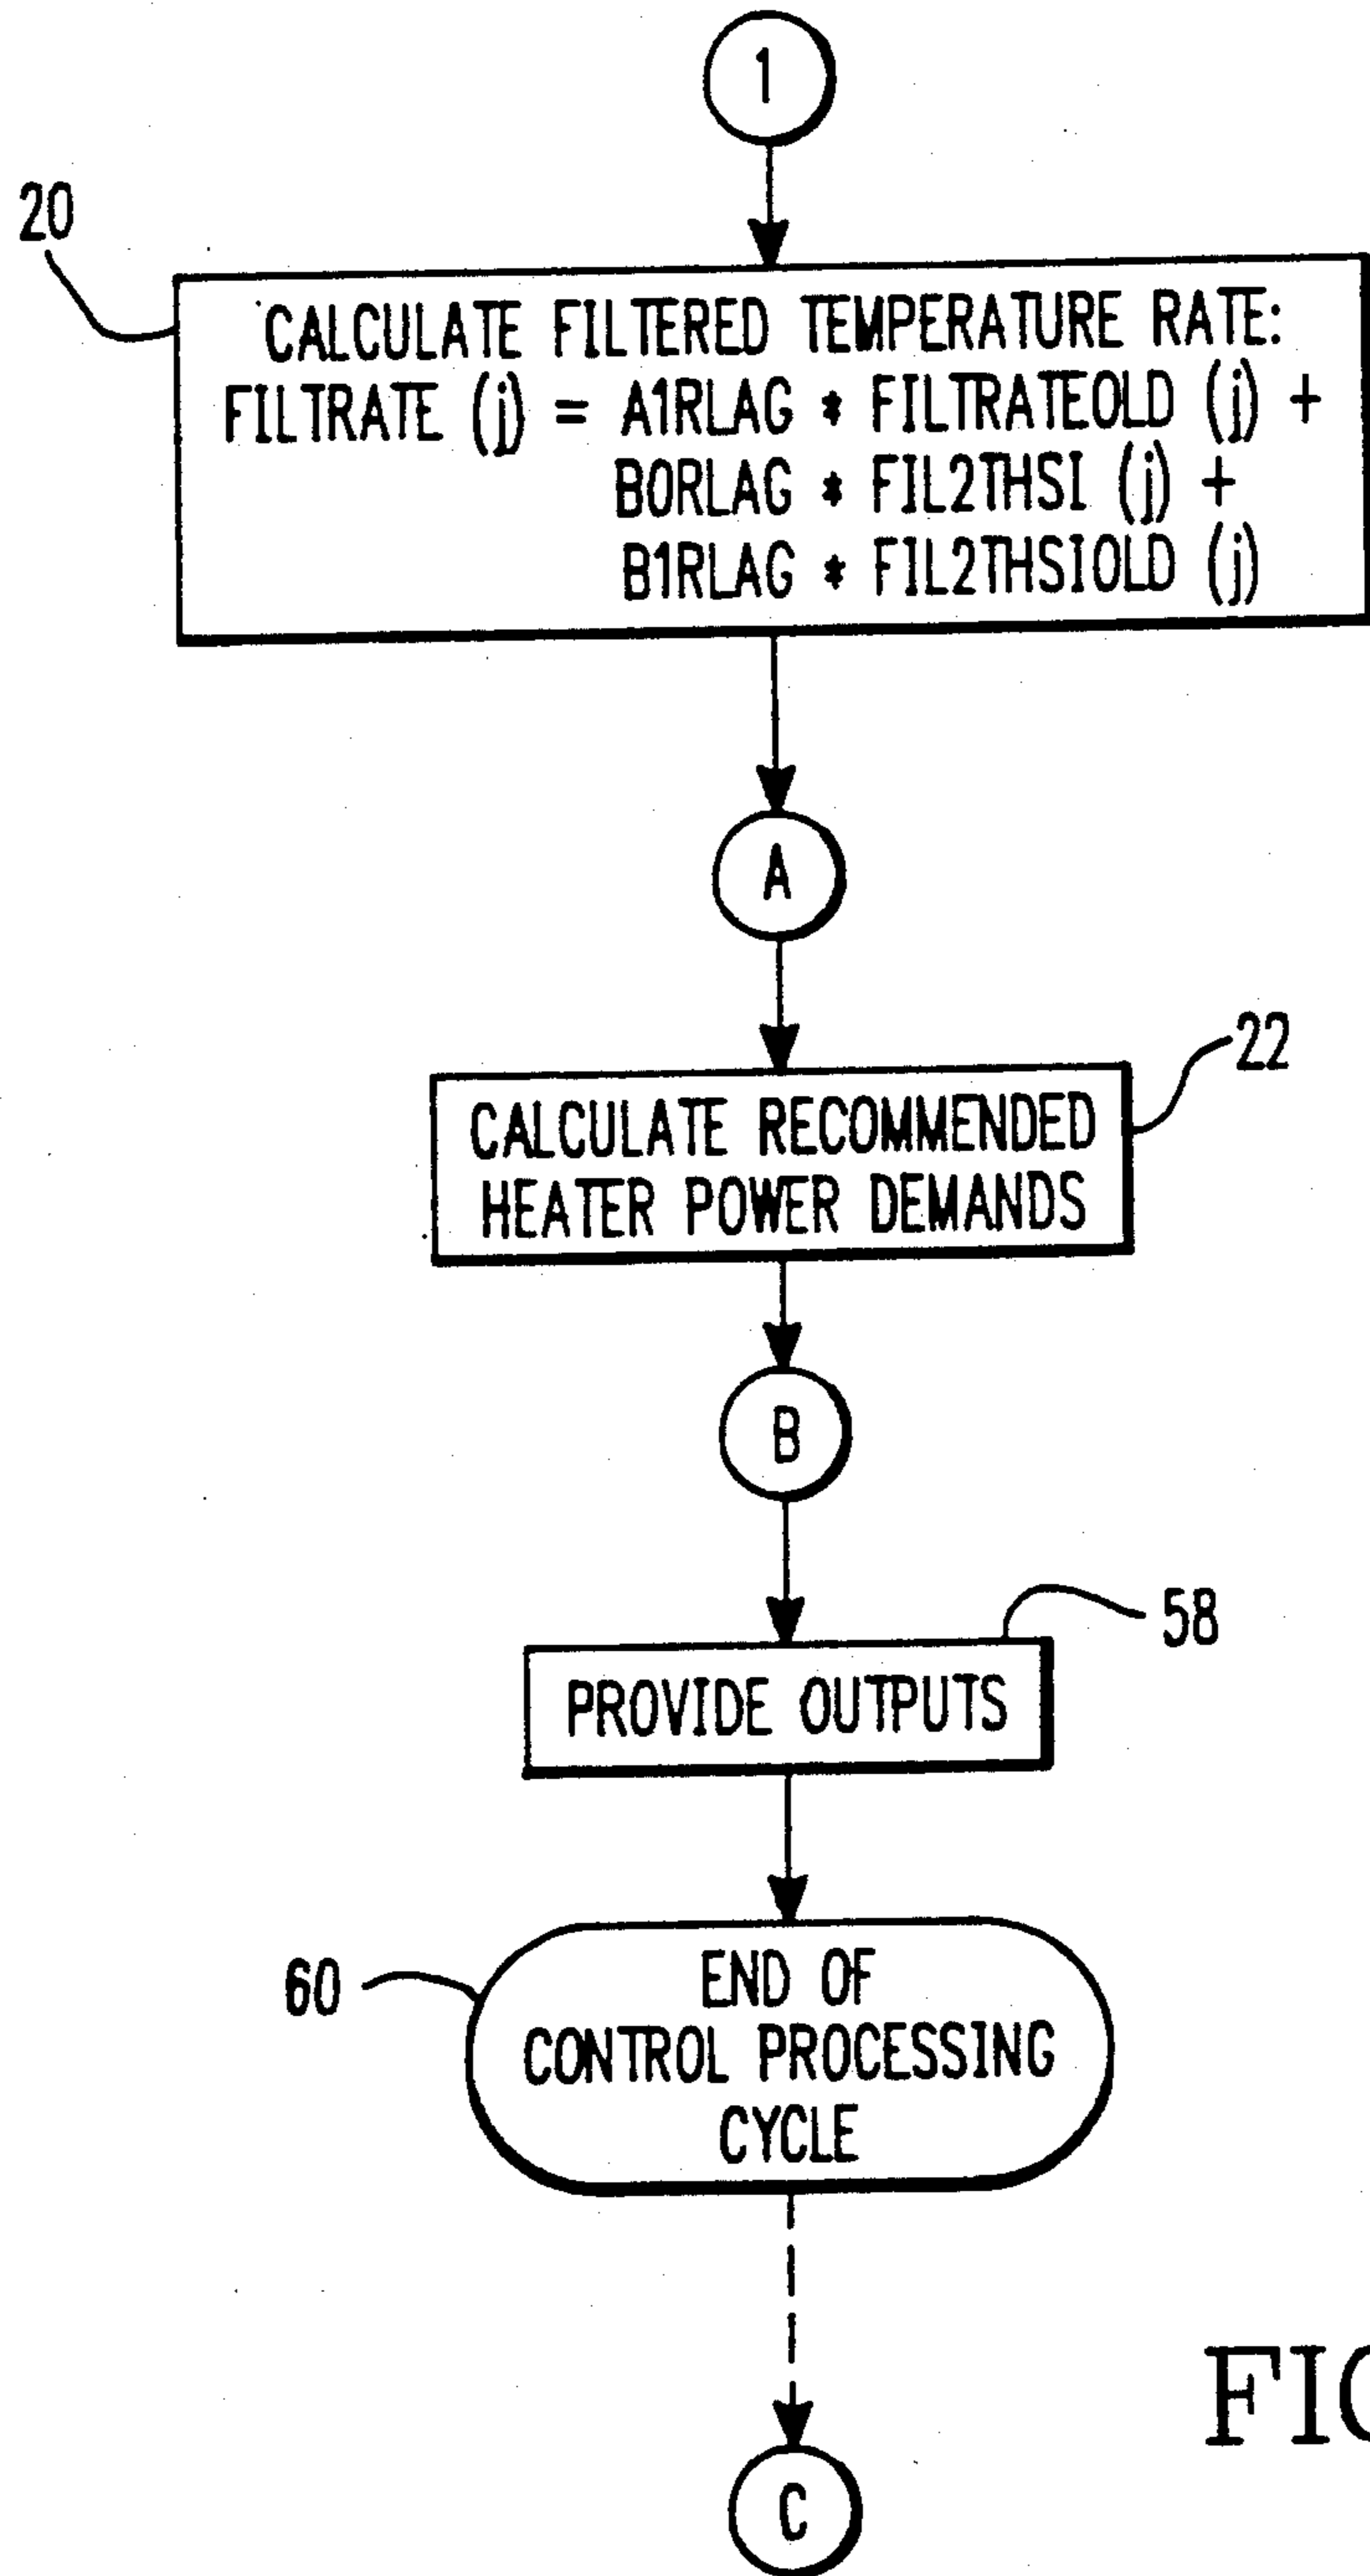 1
20
CALCULATE FILTERED TEMPERATURE RATE:
FILTRATE (j) = A1RLAG * FILTRATEOLD (j) +
B0RLAG * FIL2THSI (j) +
B1RLAG * FIL2THSIOLD (j)
A
22
CALCULATE RECOMMENDED
HEATER POWER DEMANDS
B
58
PROVIDE OUTPUTS
60
END OF
CONTROL PROCESSING
CYCLE
C